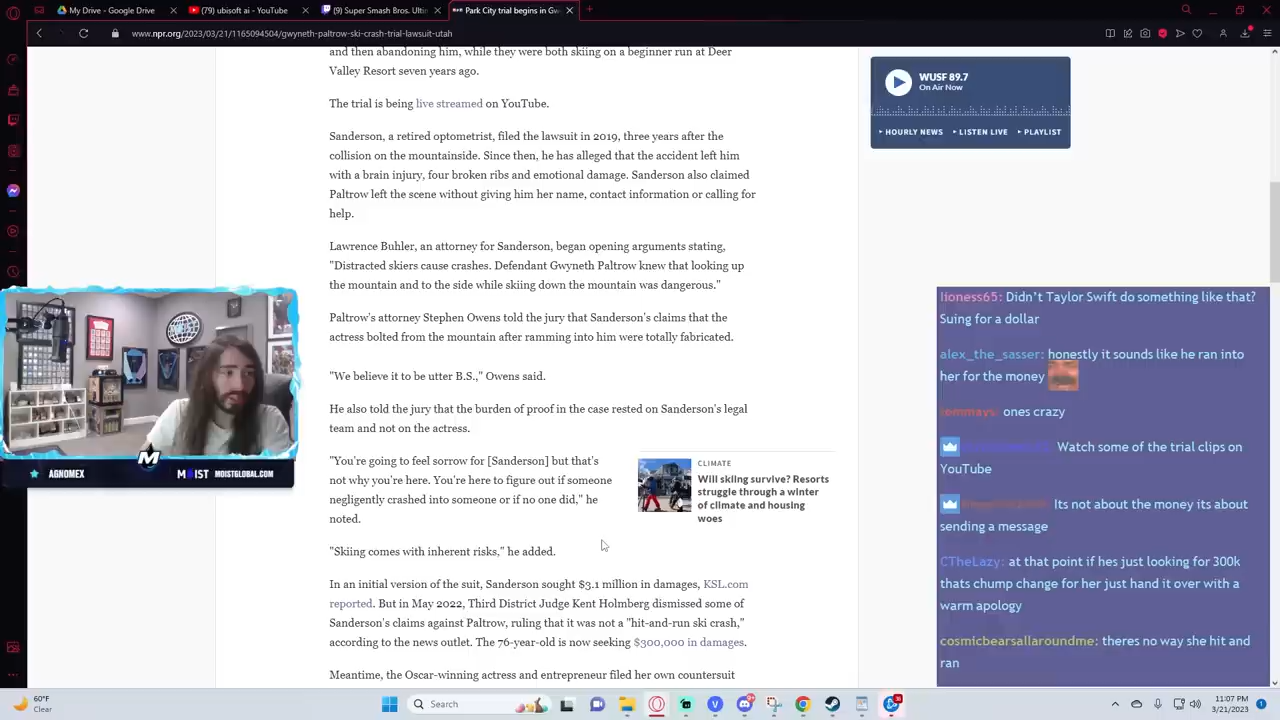 My Drive - Google Drive
(79) ubisoft ai - YouTube
(3) Super Smash Bros. Ultim
Park City trial begins in Gw
www.npr.org/2023/03/21/1165094504/gwyneth-paltrow-ski-crash-trial-lawsuit-utah
and then abandoning him, while they were both skiing on a beginner run at Deer
Valley Resort seven years ago.
The trial is being live streamed on YouTube.
Sanderson, a retired optometrist, filed the lawsuit in 2019, three years after the
collision on the mountainside. Since then, he has alleged that the accident left him
with a brain injury, four broken ribs and emotional damage. Sanderson also claimed
Paltrow left the scene without giving him her name, contact information or calling for
help.
Lawrence Buhler, an attorney for Sanderson, began opening arguments stating,
"Distracted skiers cause crashes. Defendant Gwyneth Paltrow knew that looking up
the mountain and to the side while skiing down the mountain was dangerous."
Paltrow's attorney Stephen Owens told the jury that Sanderson's claims that the
actress bolted from the mountain after ramming into him were totally fabricated.
"We believe it to be utter B.S.," Owens said.
He also told the jury that the burden of proof in the case rested on Sanderson's legal
team and not on the actress.
"You're going to feel sorrow for [Sanderson] but that's
not why you're here. You're here to figure out if someone
negligently crashed into someone or if no one did," he
noted.
"Skiing comes with inherent risks," he added.
In an initial version of the suit, Sanderson sought $3.1 million in damages, KSL.com
reported. But in May 2022, Third District Judge Kent Holmberg dismissed some of
Sanderson's claims against Paltrow, ruling that it was not a "hit-and-run ski crash,"
according to the news outlet. The 76-year-old is now seeking $300,000 in damages.
Meantime, the Oscar-winning actress and entrepreneur filed her own countersuit
CLIMATE
Will skiing survive? Resorts
struggle through a winter
of climate and housing
woes
WUSF 89.7
On Air Now
HOURLY NEWS
LISTEN LIVE
PLAYLIST
lioness65: Didn't Taylor Swift do something like that?
Suing for a dollar
alex_the_sasser: honestly it sounds like he ran into
her for the money
ones crazy
Watch some of the trial clips on
YouTube
Its not about the money its about
sending a message
CTheLazy: at that point if hes just looking for 300k
thats chump change for her just hand it over with a
warm apology
cosmicbearsallaroundme: theres no way she hit and
ran
AGNOMEX
M
MOIST
MOISTGLOBAL.COM
60°F
Clear
Search
11:07 PM
3/21/2023